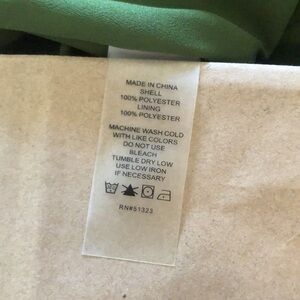 MADE IN CHINA
SHELL
100% POLYESTER
LINING
100% POLYESTER
MACHINE WASH COLD
WITH LIKE COLORS
DO NOT USE
BLEACH
TUMBLE DRY LOW
USE LOW IRON
IF NECESSARY
RN#51323